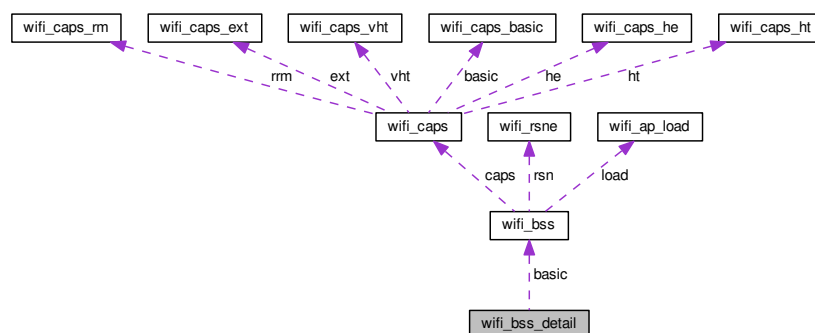 wifi_caps_rm wifi_caps_ext wifi_caps_vht wifi_caps_basic wifi_caps_he wifi_caps_ht
rrm ext vht basic he ht
wifi_caps wifi_rsne wifi_ap_load
caps rsn load
wifi_bss
basic
wifi_bss_detail